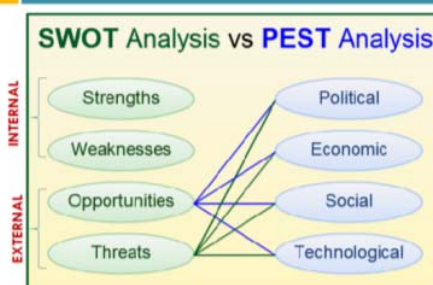 SWOT Analysis vs PEST Analysis
INTERNAL
EXTERNAL
Strengths
Weaknesses
Opportunities
Threats
Political
Economic
Social
Technological